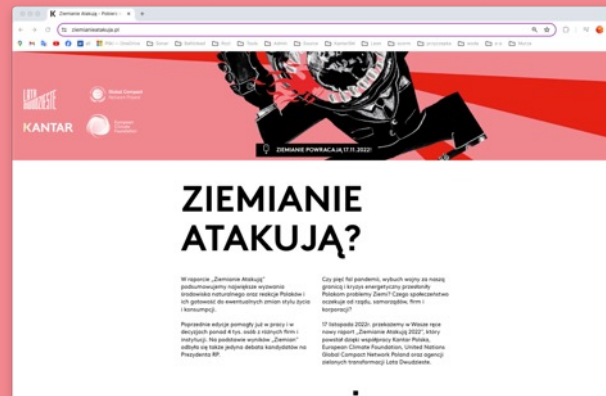 Ziemianie Atakują - Pobierz -
ziemianieatakuja.pl
LATA
DWUDZIESTE
Global Compact
Network Poland
KANTAR
European
Climate
Foundation
ZIEMIANIE POWRACAJĄ 17.11.2022!
ZIEMIANIE
ATAKUJĄ?
W raporcie „Ziemianie Atakują”
podsumowujemy największe wyzwania
środowiska naturalnego oraz reakcje Polaków i
ich gotowość do ewentualnych zmian stylu życia
i konsumpcji.
Poprzednie edycje pomogły już w pracy i w
decyzjach ponad 4 tys. osób z różnych firm i
instytucji. Na podstawie wyników „Ziemian”
odbyła się także jedyna debata kandydatów na
Prezydenta RP.
Czy pięć fal pandemii, wybuch wojny za naszą
granicą i kryzys energetyczny przesłoniły
Polakom problemy Ziemi? Czego społeczeństwo
oczekuje od rządu, samorządów, firm i
korporacji?
17 listopada 2022r. przekażemy w Wasze ręce
nowy raport „Ziemianie Atakują 2022”, który
powstał dzięki współpracy Kantar Polska,
European Climate Foundation, United Nations
Global Compact Network Poland oraz agencji
zielonych transformacji Lata Dwudzieste.